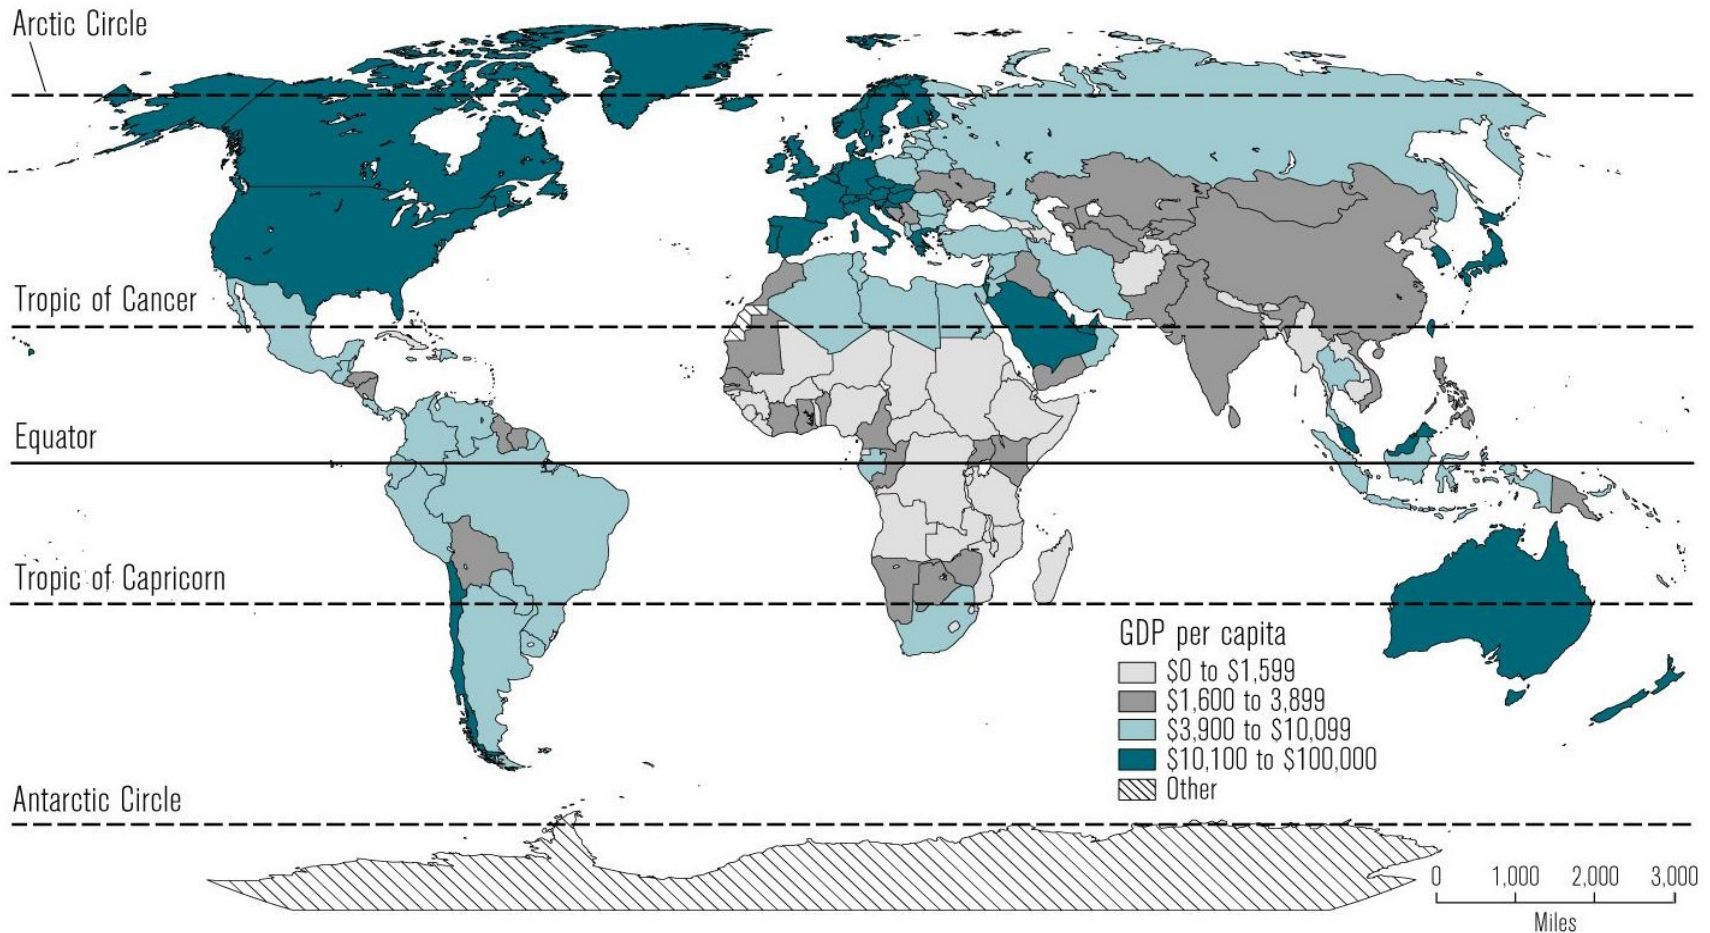 Arctic Circle
Tropic of Cancer
Equator
Tropic of Capricorn
GDP per capita
$0 to $1,599
$1,600 to 3,899
$3,900 to $10,099
$10,100 to $100,000
Other
Antarctic Circle
0 1,000 2,000 3,000
Miles